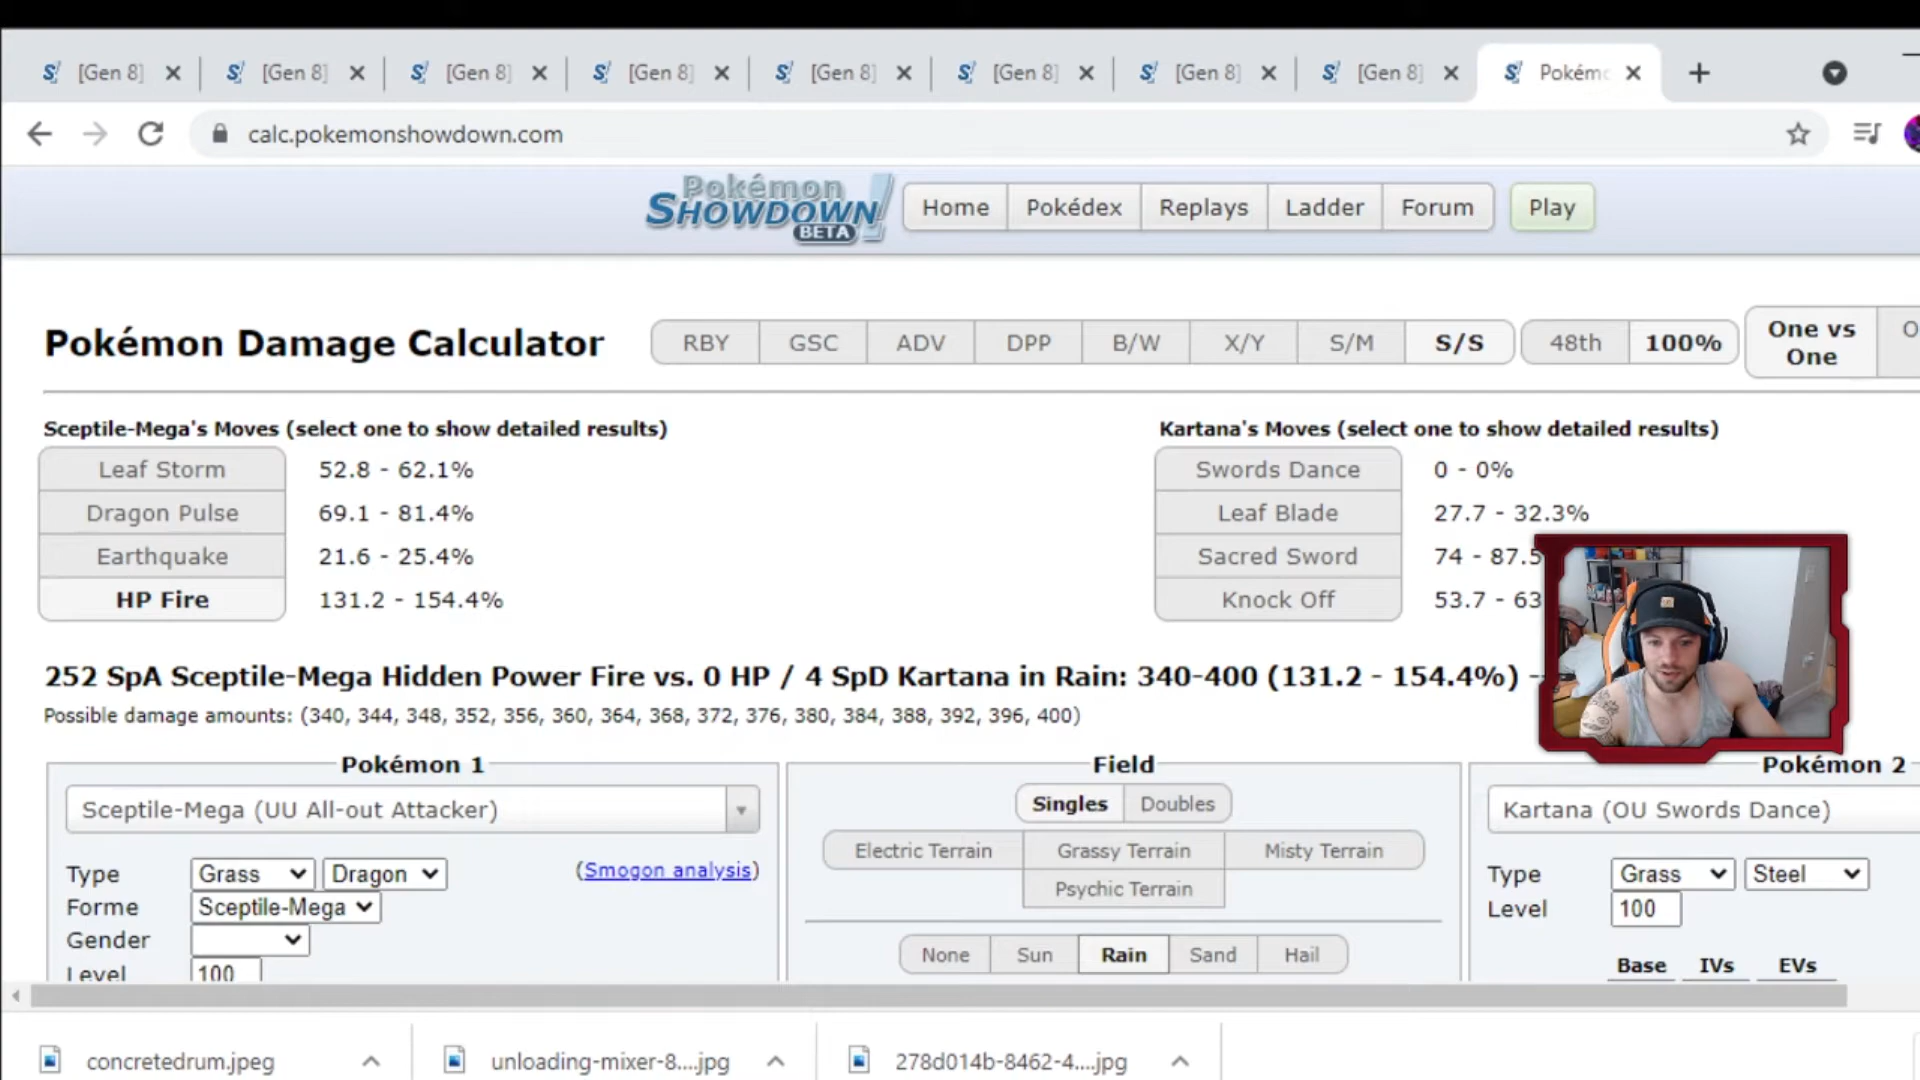 [Gen 8] [Gen 8] [Gen 8] [Gen 8] [Gen 8] [Gen 8] [Gen 8] [Gen 8] Pokém
calc.pokemonshowdown.com
Pokémon SHOWDOWN! BETA
Home Pokédex Replays Ladder Forum Play
Pokémon Damage Calculator
RBY GSC ADV DPP B/W X/Y S/M S/S 48th 100% One vs One
Sceptile-Mega's Moves (select one to show detailed results)
Leaf Storm 52.8 - 62.1%
Dragon Pulse 69.1 - 81.4%
Earthquake 21.6 - 25.4%
HP Fire 131.2 - 154.4%
Kartana's Moves (select one to show detailed results)
Swords Dance 0 - 0%
Leaf Blade 27.7 - 32.3%
Sacred Sword 74 - 87.5
Knock Off 53.7 - 63
252 SpA Sceptile-Mega Hidden Power Fire vs. 0 HP / 4 SpD Kartana in Rain: 340-400 (131.2 - 154.4%) --
Possible damage amounts: (340, 344, 348, 352, 356, 360, 364, 368, 372, 376, 380, 384, 388, 392, 396, 400)
Pokémon 1
Sceptile-Mega (UU All-out Attacker)
Type Grass Dragon (Smogon analysis)
Forme Sceptile-Mega
Gender
Level 100
Field
Singles Doubles
Electric Terrain Grassy Terrain Misty Terrain
Psychic Terrain
None Sun Rain Sand Hail
Pokémon 2
Kartana (OU Swords Dance)
Type Grass Steel
Level 100
Base IVs EVs
concretedrum.jpeg unloading-mixer-8....jpg 278d014b-8462-4....jpg